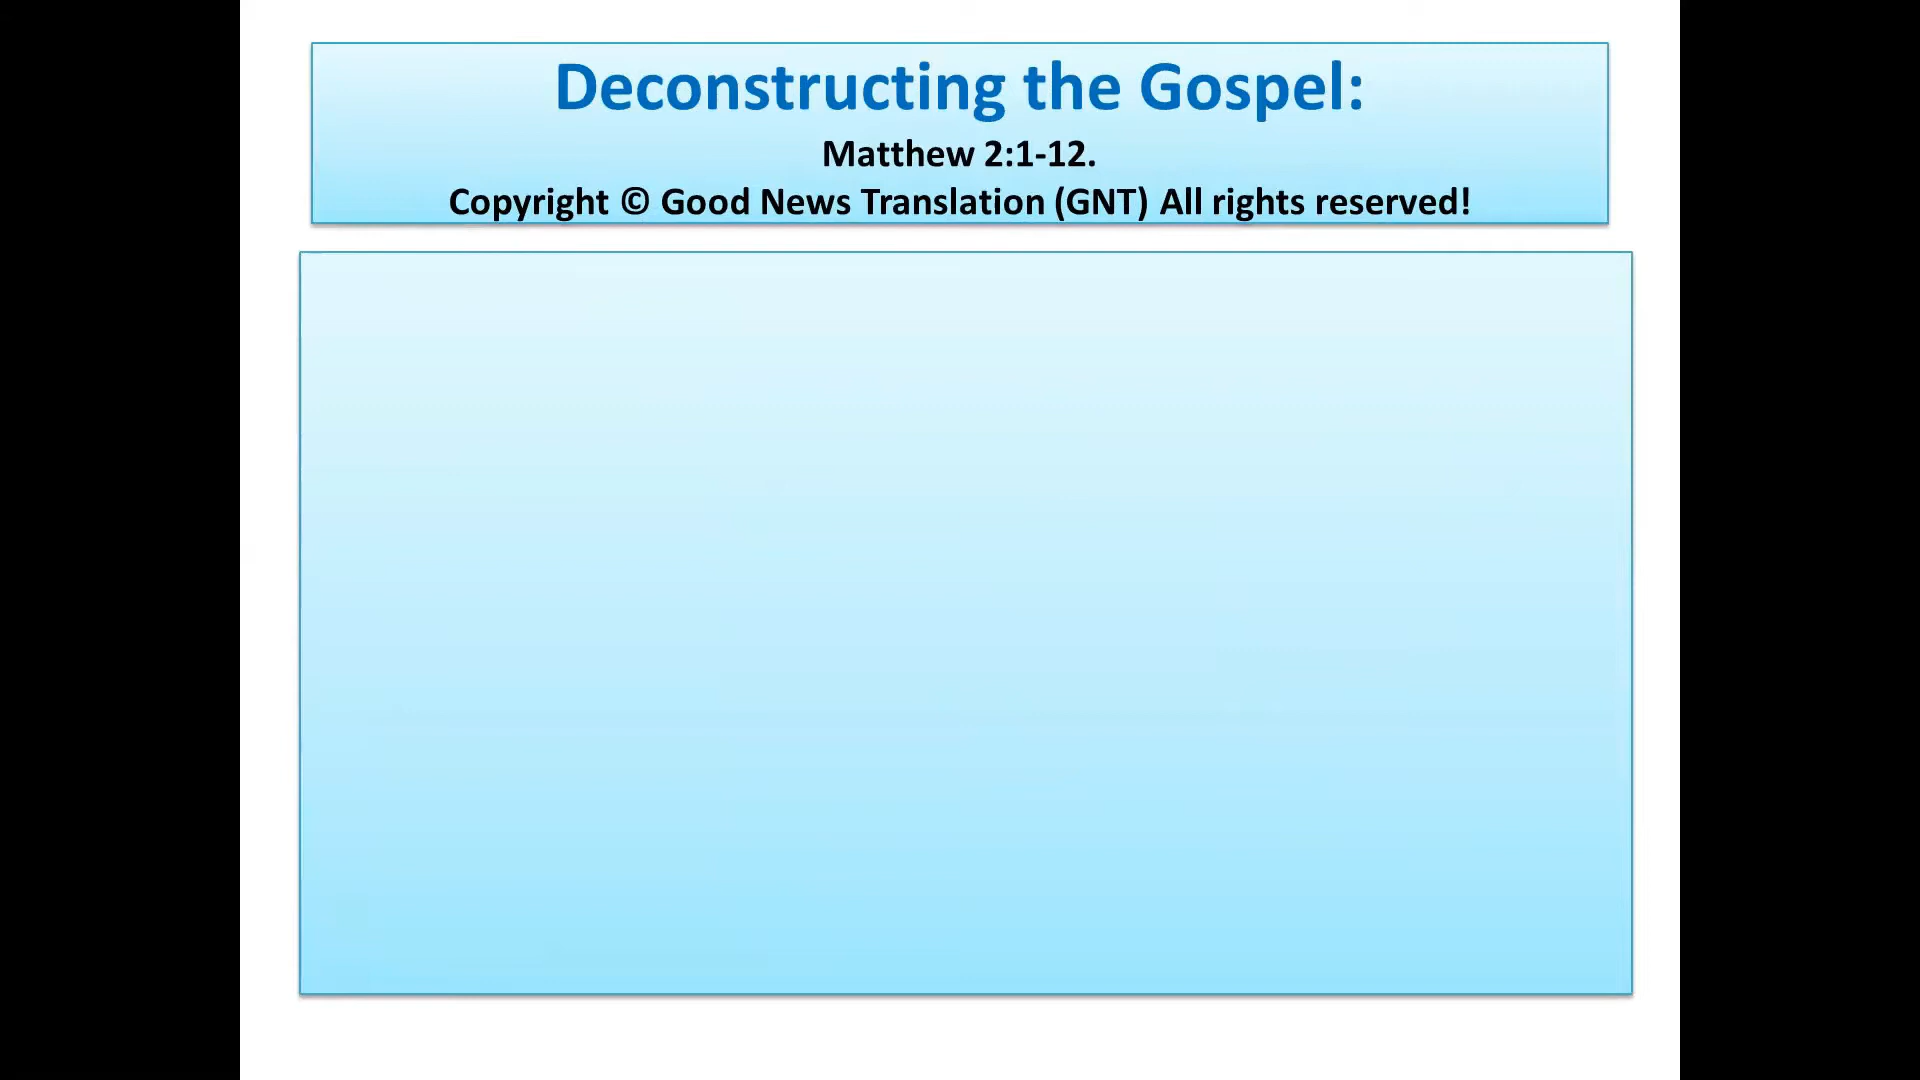 Deconstructing the Gospel:
Matthew 2:1-12.
Copyright © Good News Translation (GNT) All rights reserved!